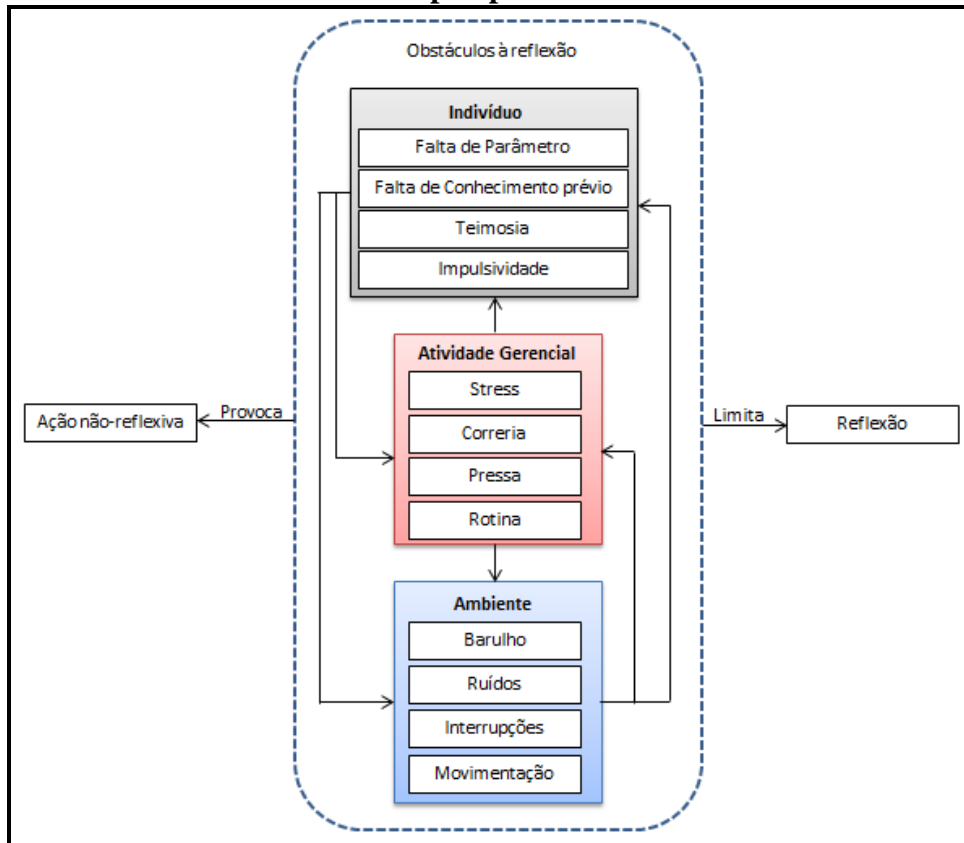 Obstáculos à reflexão
Indivíduo
Falta de Parâmetro
Falta de Conhecimento prévio
Teimosia
Impulsividade
Atividade Gerencial
Stress
Correria
Pressa
Rotina
Ação não-reflexiva
Provoca
Limita
Reflexão
Ambiente
Barulho
Ruídos
Interrupções
Movimentação